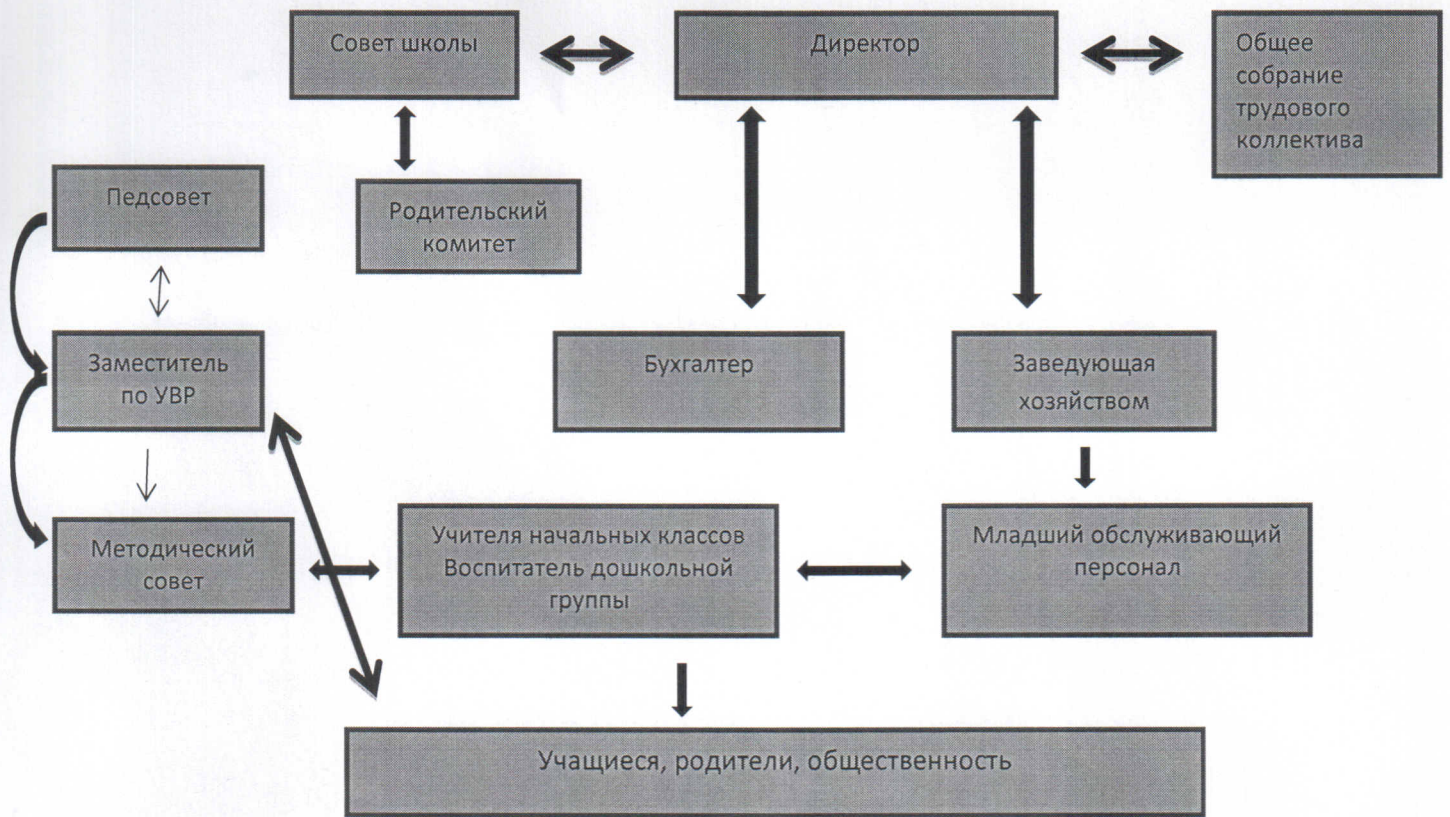 Совет школы
Директор
Общее
собрание
трудового
коллектива
Педсовет
Родительский
комитет
Заместитель
по УВР
Бухгалтер
Заведующая
хозяйством
Методический
совет
Учителя начальных классов
Воспитатель дошкольной
группы
Младший обслуживающий
персонал
Учащиеся, родители, общественность